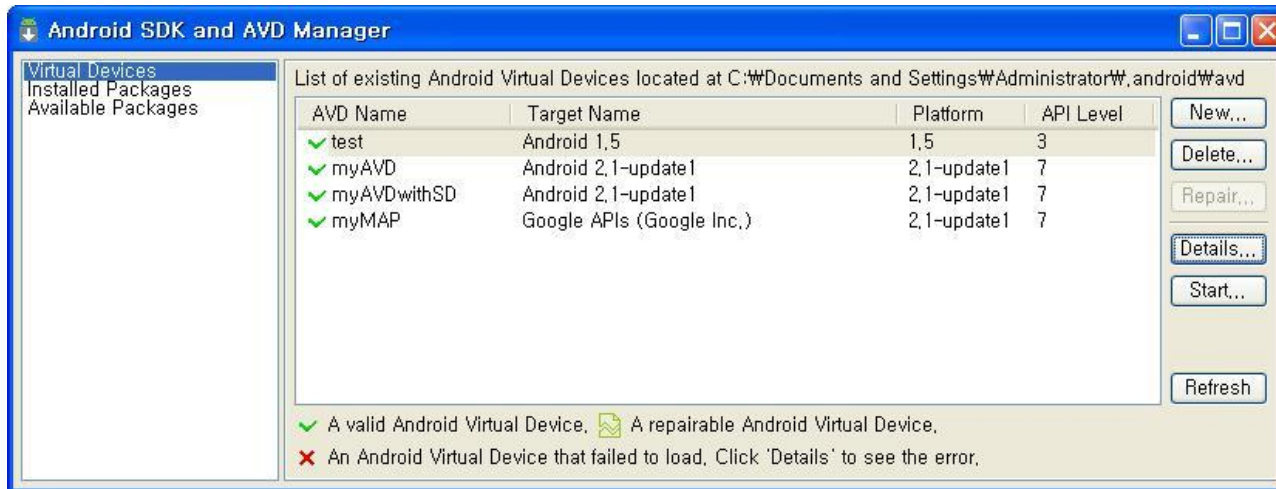 Android SDK and AVD Manager
Virtual Devices
Installed Packages
Available Packages
List of existing Android Virtual Devices located at C:₩Documents and Settings₩Administrator₩.android₩avd
AVD Name Target Name Platform API Level
test Android 1.5 1.5 3
myAVD Android 2.1-update1 2.1-update1 7
myAVDwithSD Android 2.1-update1 2.1-update1 7
myMAP Google APIs (Google Inc.) 2.1-update1 7
New...
Delete...
Repair...
Details...
Start...
Refresh
A valid Android Virtual Device. A repairable Android Virtual Device.
An Android Virtual Device that failed to load. Click 'Details' to see the error.